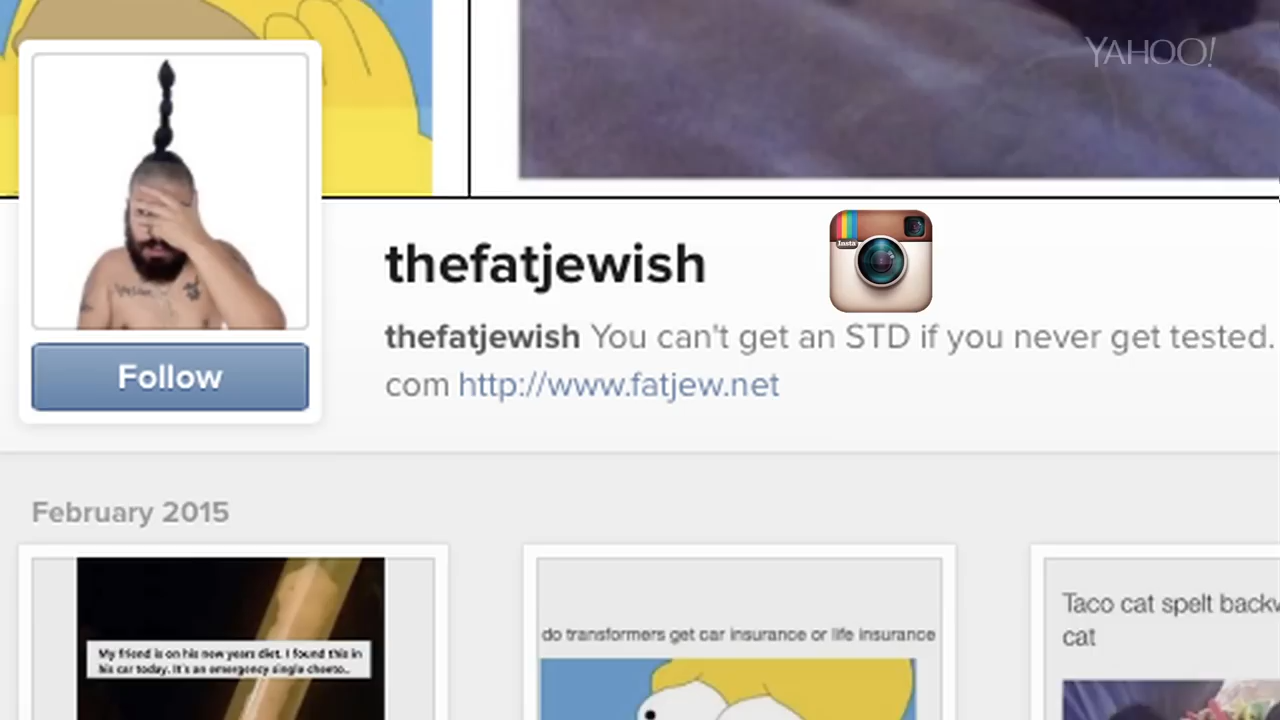 YAHOO!
Insta
thefatjewish
thefatjewish You can't get an STD if you never get tested.
com http://www.fatjew.net
Follow
February 2015
My friend is on his new years diet. I found this in
his car today. It's an emergency single cheeto..
do transformers get car insurance or life insurance
Taco cat spelt
cat